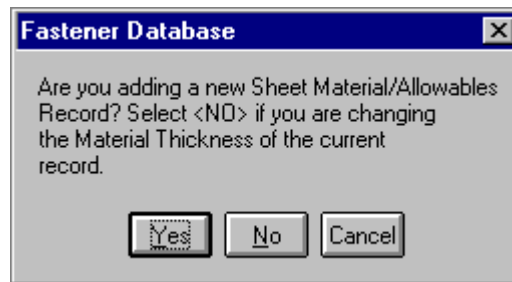 Fastener Database
Are you adding a new Sheet Material/Allowables
Record? Select <NO> if you are changing
the Material Thickness of the current
record.
Yes No Cancel